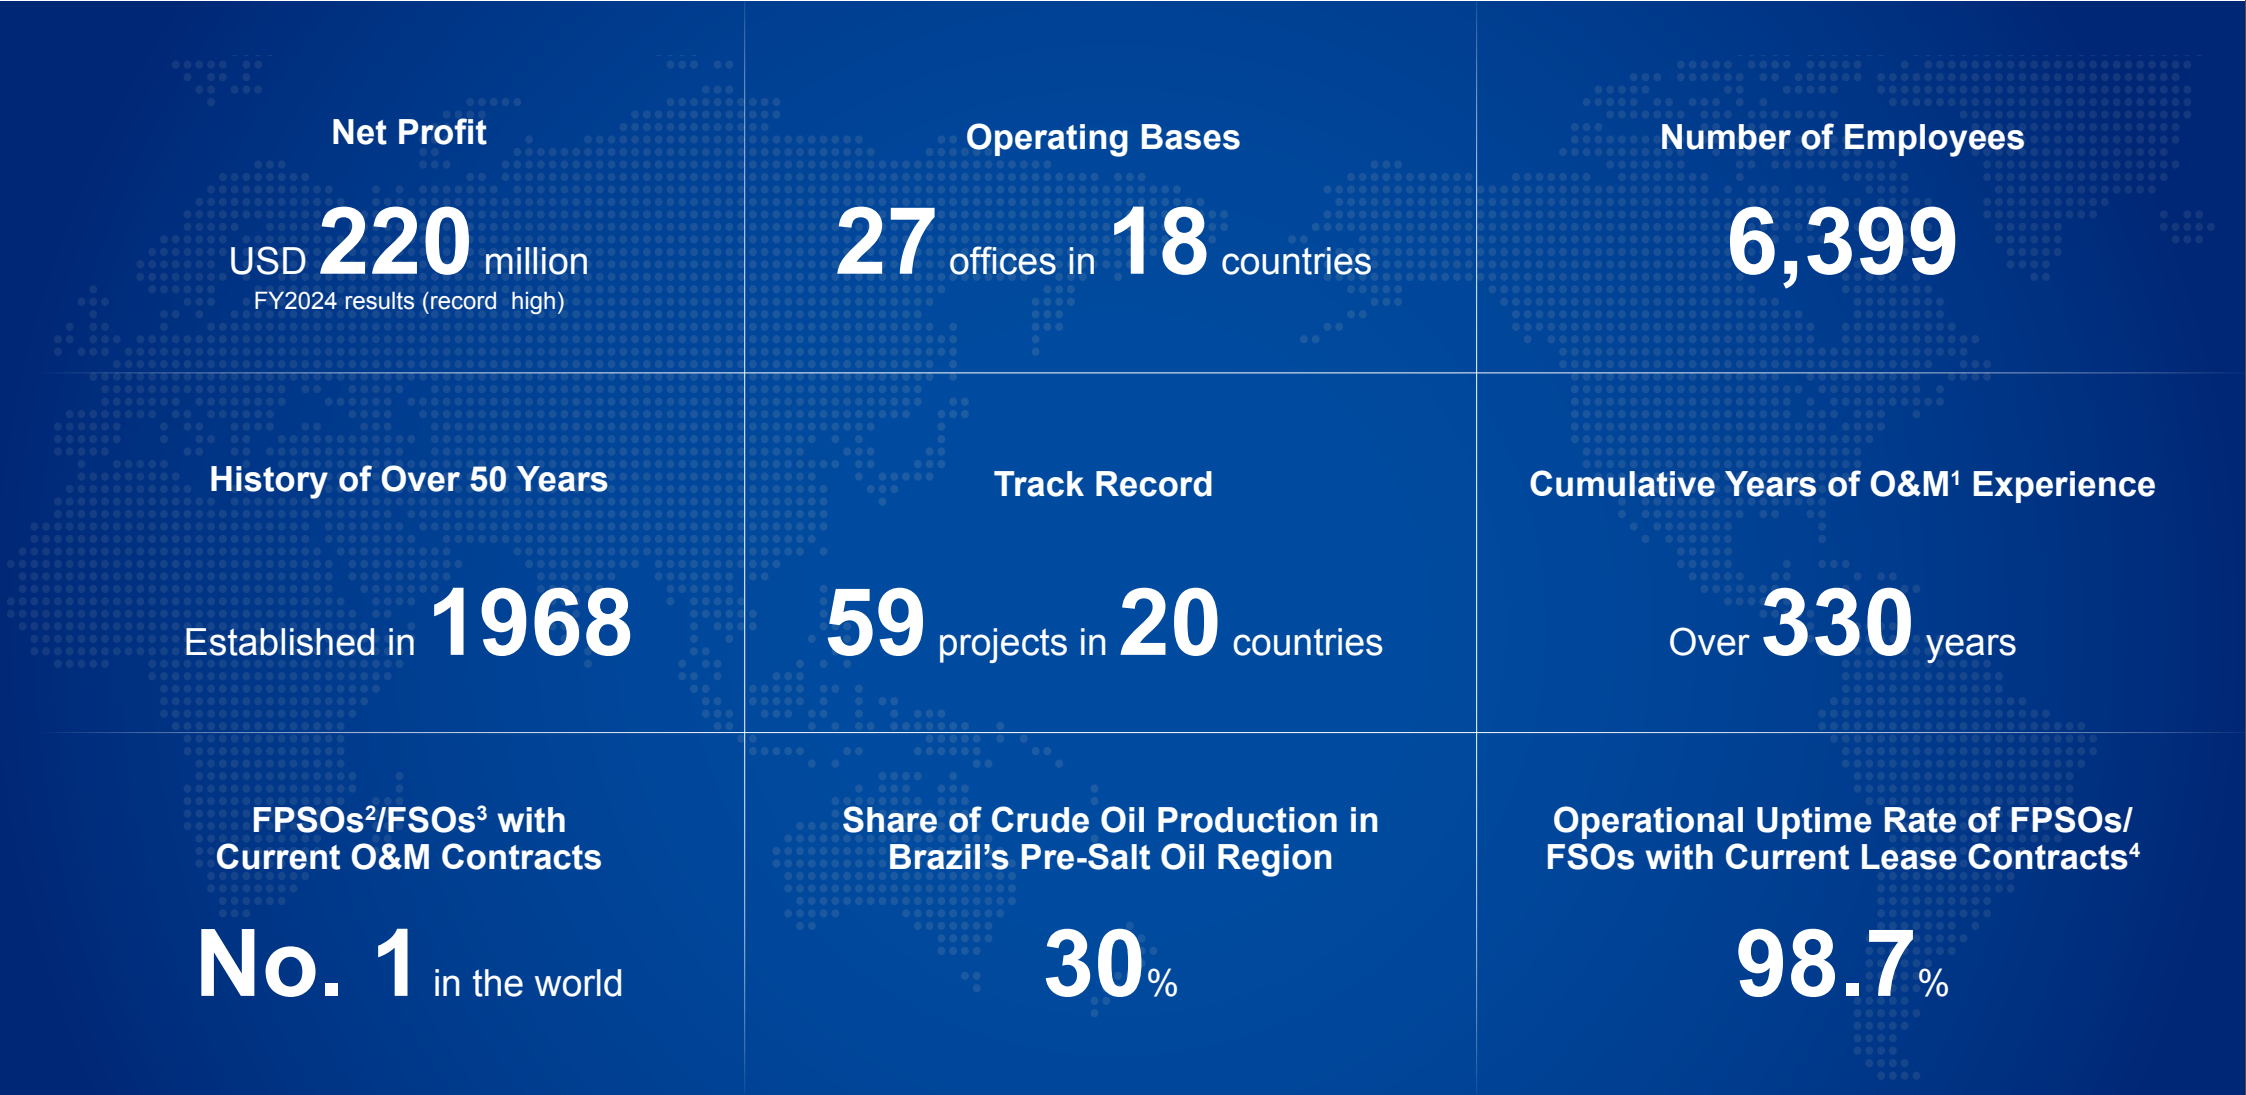 Net Profit
USD 220 million
FY2024 results (record high)
Operating Bases
27 offices in 18 countries
Number of Employees
6,399
History of Over 50 Years
Established in 1968
Track Record
59 projects in 20 countries
Cumulative Years of O&M¹ Experience
Over 330 years
FPSOs²/FSOs³ with
Current O&M Contracts
No. 1 in the world
Share of Crude Oil Production in
Brazil’s Pre-Salt Oil Region
30%
Operational Uptime Rate of FPSOs/
FSOs with Current Lease Contracts⁴
98.7%